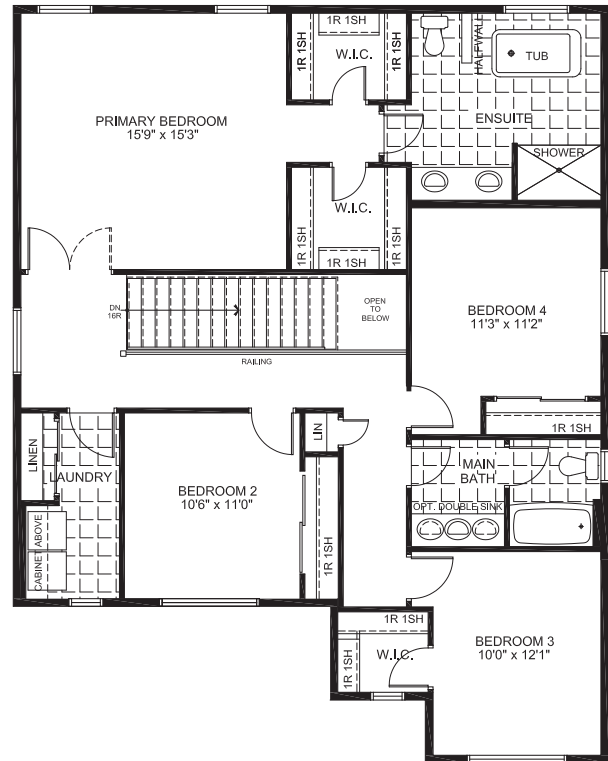 1R 1SH
1R 1SH
W.I.C.
1R 1SH
HALFWALL
TUB
PRIMARY BEDROOM
15'9" x 15'3"
ENSUITE
SHOWER
1R 1SH
W.I.C.
1R 1SH
1R 1SH
DN
16R
OPEN
TO
BELOW
RAILING
BEDROOM 4
11'3" x 11'2"
1R 1SH
LINEN
LAUNDRY
CABINET ABOVE
BEDROOM 2
10'6" x 11'0"
LIN
1R 1SH
MAIN
BATH
OPT. DOUBLE SINK
1R 1SH
1R 1SH
W.I.C.
BEDROOM 3
10'0" x 12'1"